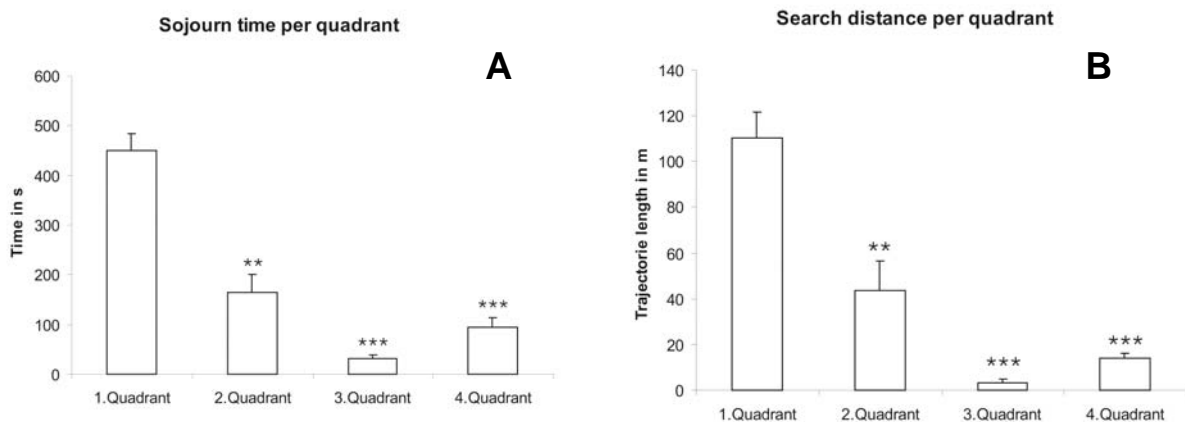 Sojourn time per quadrant
A
600
500
400
300
200
100
0
Time in s
**
***
***
1.Quadrant 2.Quadrant 3.Quadrant 4.Quadrant
Search distance per quadrant
B
140
120
100
80
60
40
20
0
Trajectorie length in m
**
***
***
1.Quadrant 2.Quadrant 3.Quadrant 4.Quadrant